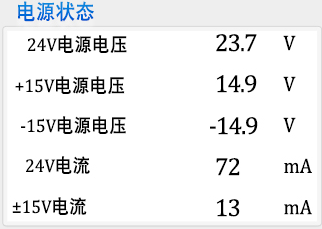 电源状态
24V电源电压 23.7 V
+15V电源电压 14.9 V
-15V电源电压 -14.9 V
24V电流 72 mA
±15V电流 13 mA